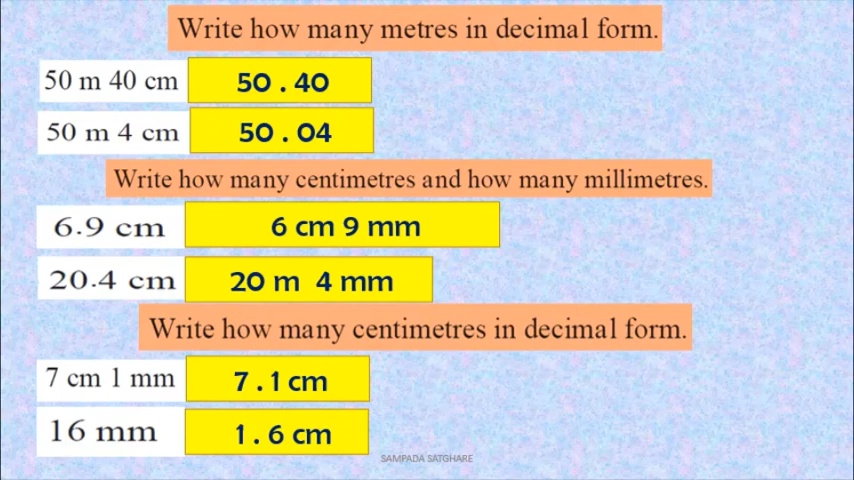 Write how many metres in decimal form.
50 m 40 cm 50 . 40
50 m 4 cm 50 . 04
Write how many centimetres and how many millimetres.
6.9 cm 6 cm 9 mm
20.4 cm 20 m 4 mm
Write how many centimetres in decimal form.
7 cm 1 mm 7 . 1 cm
16 mm 1 . 6 cm
SAMPADA SATGHARE